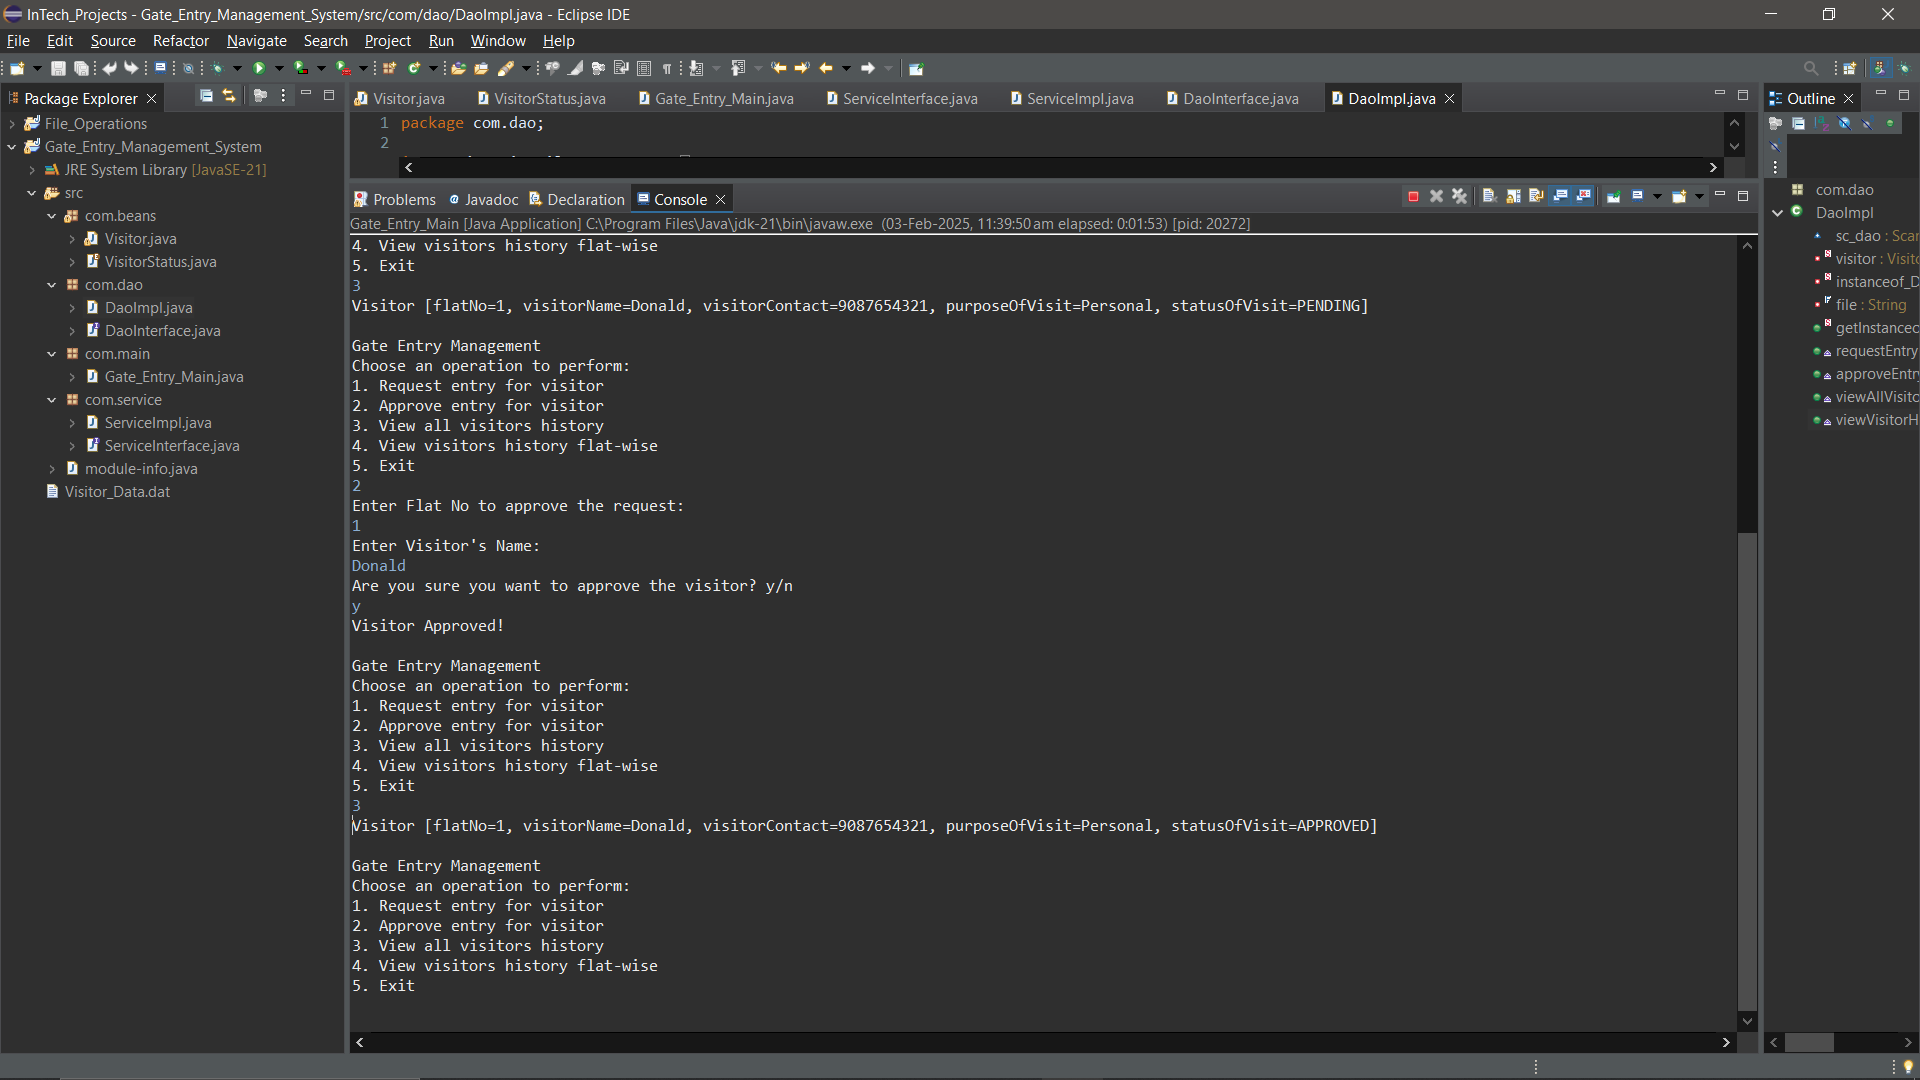 InTech_Projects - Gate_Entry_Management_System/src/com/dao/DaoImpl.java - Eclipse IDE
File Edit Source Refactor Navigate Search Project Run Window Help
Package Explorer
File_Operations
Gate_Entry_Management_System
JRE System Library [JavaSE-21]
src
com.beans
Visitor.java
VisitorStatus.java
com.dao
DaoImpl.java
DaoInterface.java
com.main
Gate_Entry_Main.java
com.service
ServiceImpl.java
ServiceInterface.java
module-info.java
Visitor_Data.dat
Visitor.java VisitorStatus.java Gate_Entry_Main.java ServiceInterface.java ServiceImpl.java DaoInterface.java DaoImpl.java
1 package com.dao;
2
Problems Javadoc Declaration Console
Gate_Entry_Main [Java Application] C:\Program Files\Java\jdk-21\bin\javaw.exe (03-Feb-2025, 11:39:50 am elapsed: 0:01:53) [pid: 20272]
4. View visitors history flat-wise
5. Exit
3
Visitor [flatNo=1, visitorName=Donald, visitorContact=9087654321, purposeOfVisit=Personal, statusOfVisit=PENDING]
Gate Entry Management
Choose an operation to perform:
1. Request entry for visitor
2. Approve entry for visitor
3. View all visitors history
4. View visitors history flat-wise
5. Exit
2
Enter Flat No to approve the request:
1
Enter Visitor's Name:
Donald
Are you sure you want to approve the visitor? y/n
y
Visitor Approved!
Gate Entry Management
Choose an operation to perform:
1. Request entry for visitor
2. Approve entry for visitor
3. View all visitors history
4. View visitors history flat-wise
5. Exit
3
Visitor [flatNo=1, visitorName=Donald, visitorContact=9087654321, purposeOfVisit=Personal, statusOfVisit=APPROVED]
Gate Entry Management
Choose an operation to perform:
1. Request entry for visitor
2. Approve entry for visitor
3. View all visitors history
4. View visitors history flat-wise
5. Exit
Outline
com.dao
DaoImpl
sc_dao : Scar
visitor : Visito
instanceof_D
file : String
getInstanceo
requestEntry
approveEntry
viewAllVisito
viewVisitorH